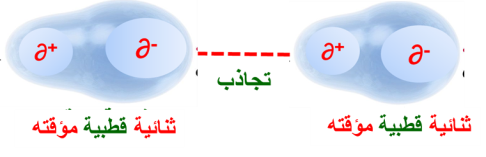 ∂+ ∂- ∂+ ∂-
تجاذب
ثنائية قطبية مؤقته ثنائية قطبية مؤقته